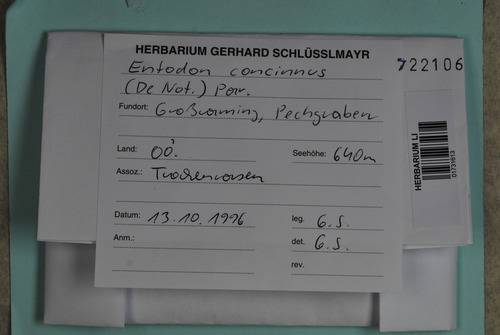 HERBARIUM GERHARD SCHLÜSSLMAYR
Entodon concinnus
(De Not.) Par.
Fundort: Großraming, Pechgraben
Land: OÖ. Seehöhe: 640m
Assoz.: Trockenrasen
Datum: 13.10.1996 leg. G.S.
Anm.: det. G.S.
rev.
722106
HERBARIUM LI
01731613